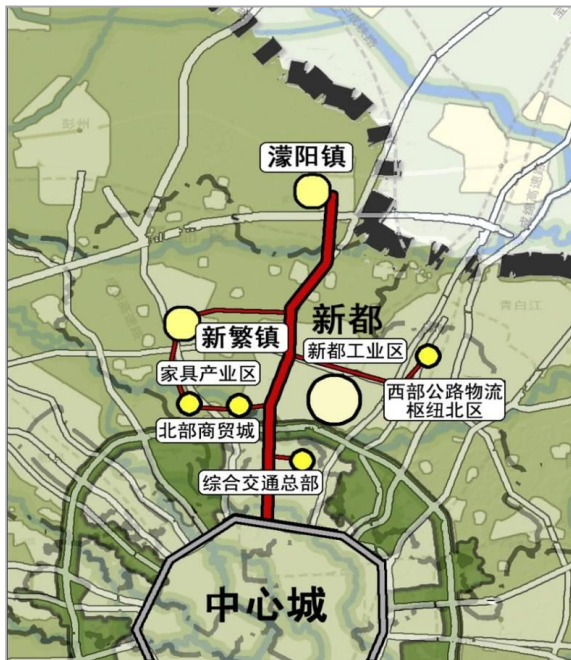 濛阳镇
彭州
新都
新繁镇
新都工业区
青白江
家具产业区
西部公路物流
枢纽北区
北部商贸城
综合交通总部
中心城